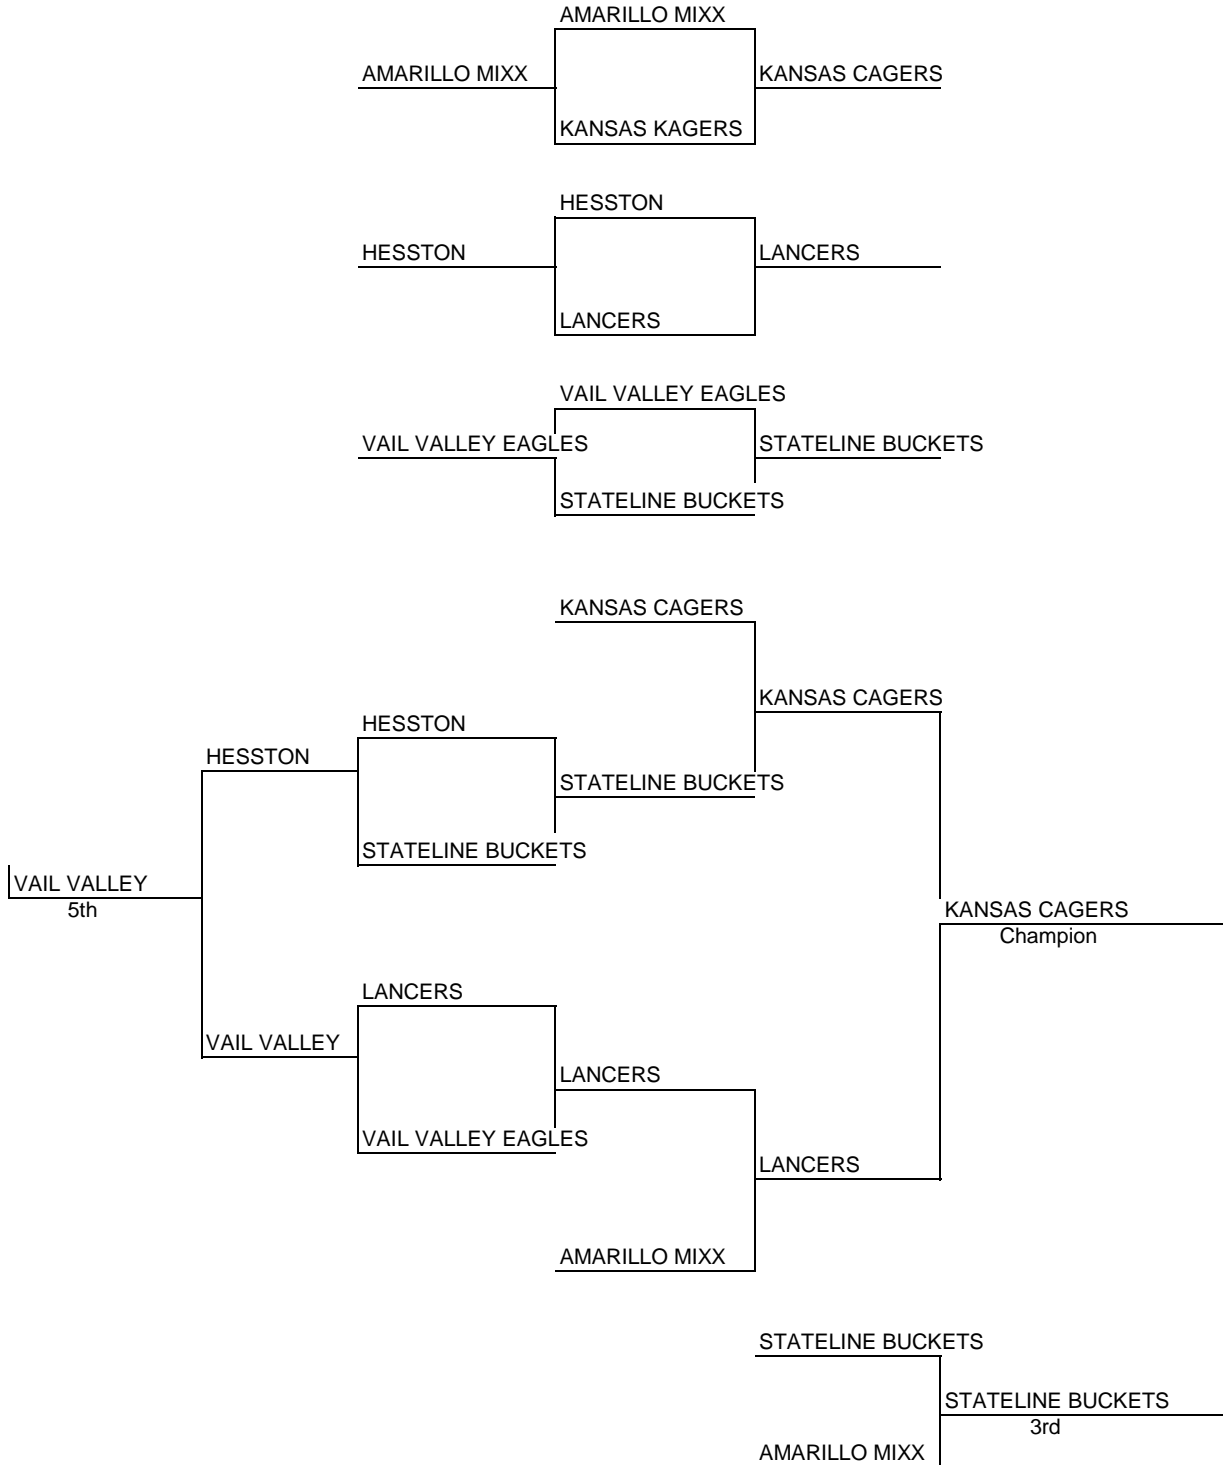 AMARILLO MIXX
AMARILLO MIXX
KANSAS CAGERS
KANSAS KAGERS
HESSTON
HESSTON
LANCERS
LANCERS
VAIL VALLEY EAGLES
VAIL VALLEY EAGLES
STATELINE BUCKETS
STATELINE BUCKETS
KANSAS CAGERS
KANSAS CAGERS
HESSTON
HESSTON
STATELINE BUCKETS
STATELINE BUCKETS
VAIL VALLEY
5th
KANSAS CAGERS
Champion
LANCERS
VAIL VALLEY
LANCERS
VAIL VALLEY EAGLES
LANCERS
AMARILLO MIXX
STATELINE BUCKETS
STATELINE BUCKETS
3rd
AMARILLO MIXX